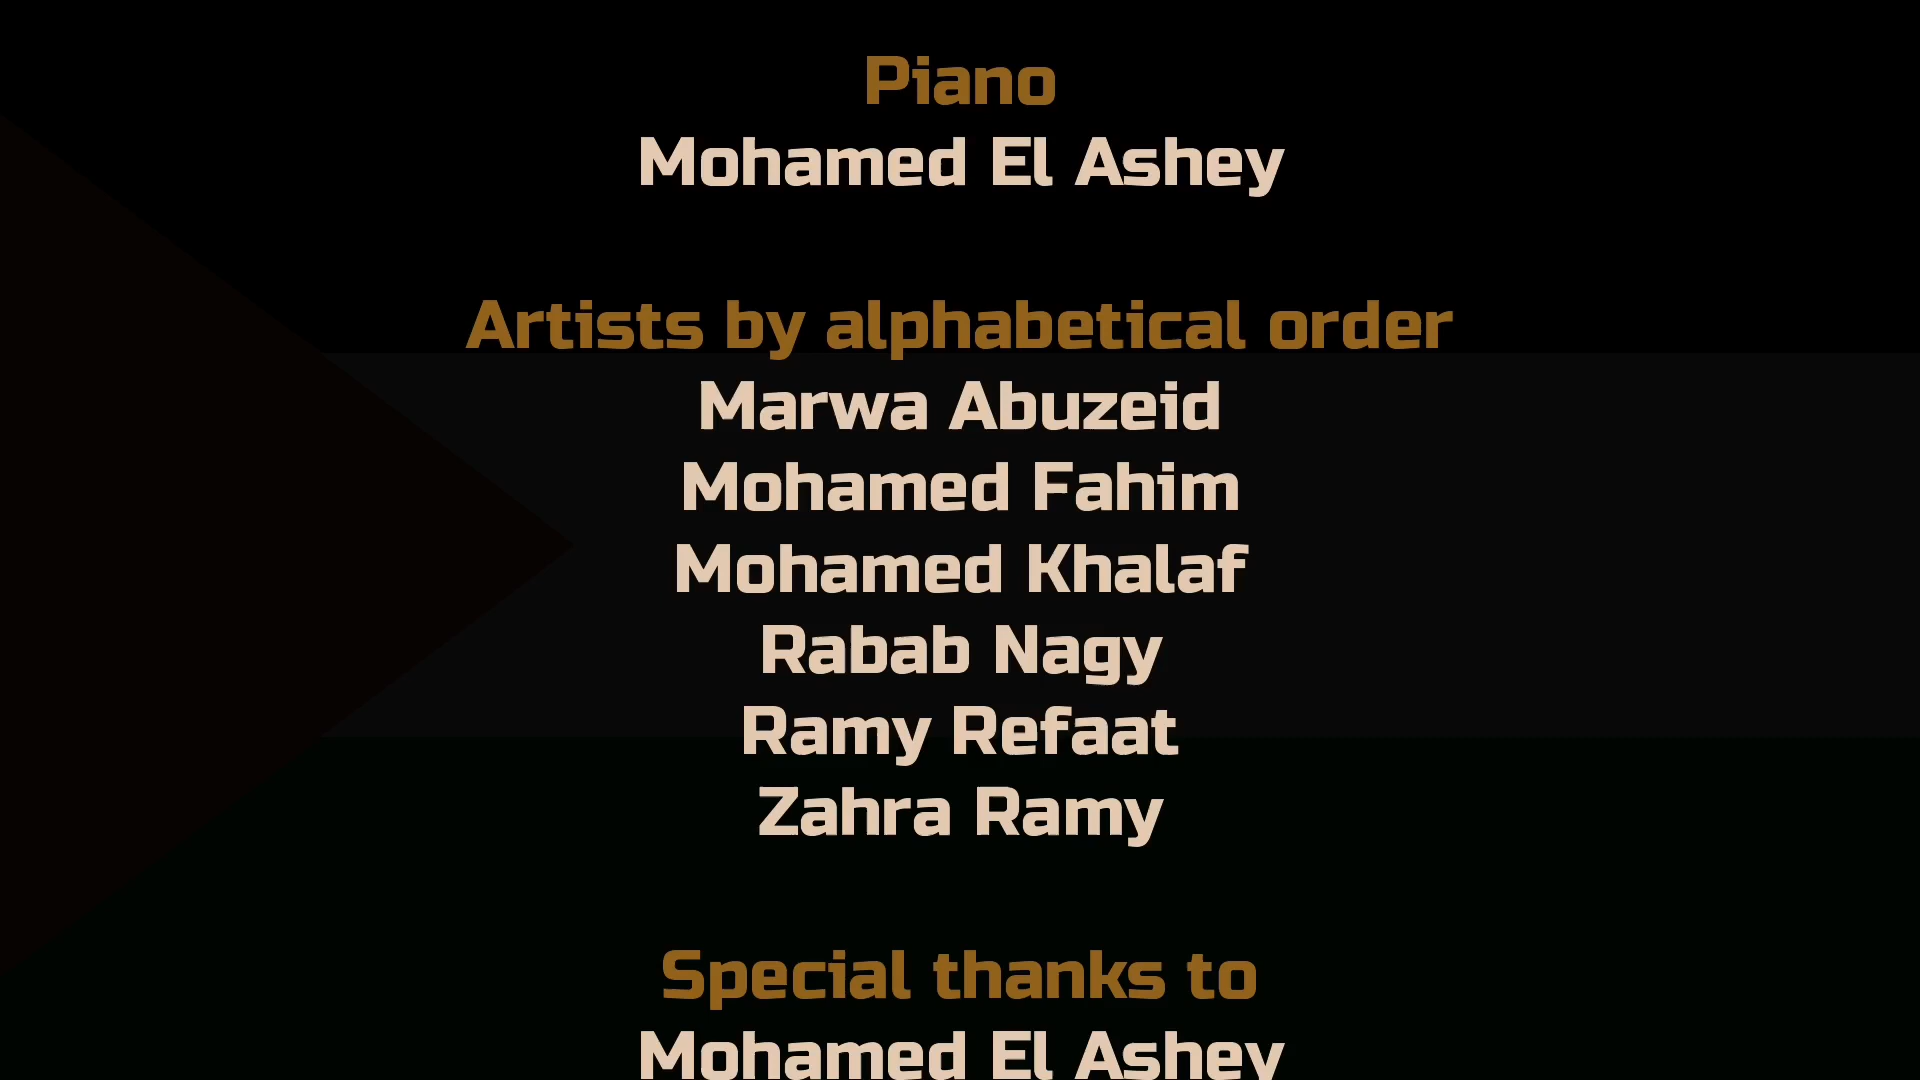 Piano
Mohamed El Ashey
Artists by alphabetical order
Marwa Abuzeid
Mohamed Fahim
Mohamed Khalaf
Rabab Nagy
Ramy Refaat
Zahra Ramy
Special thanks to
Mohamed El Ashey